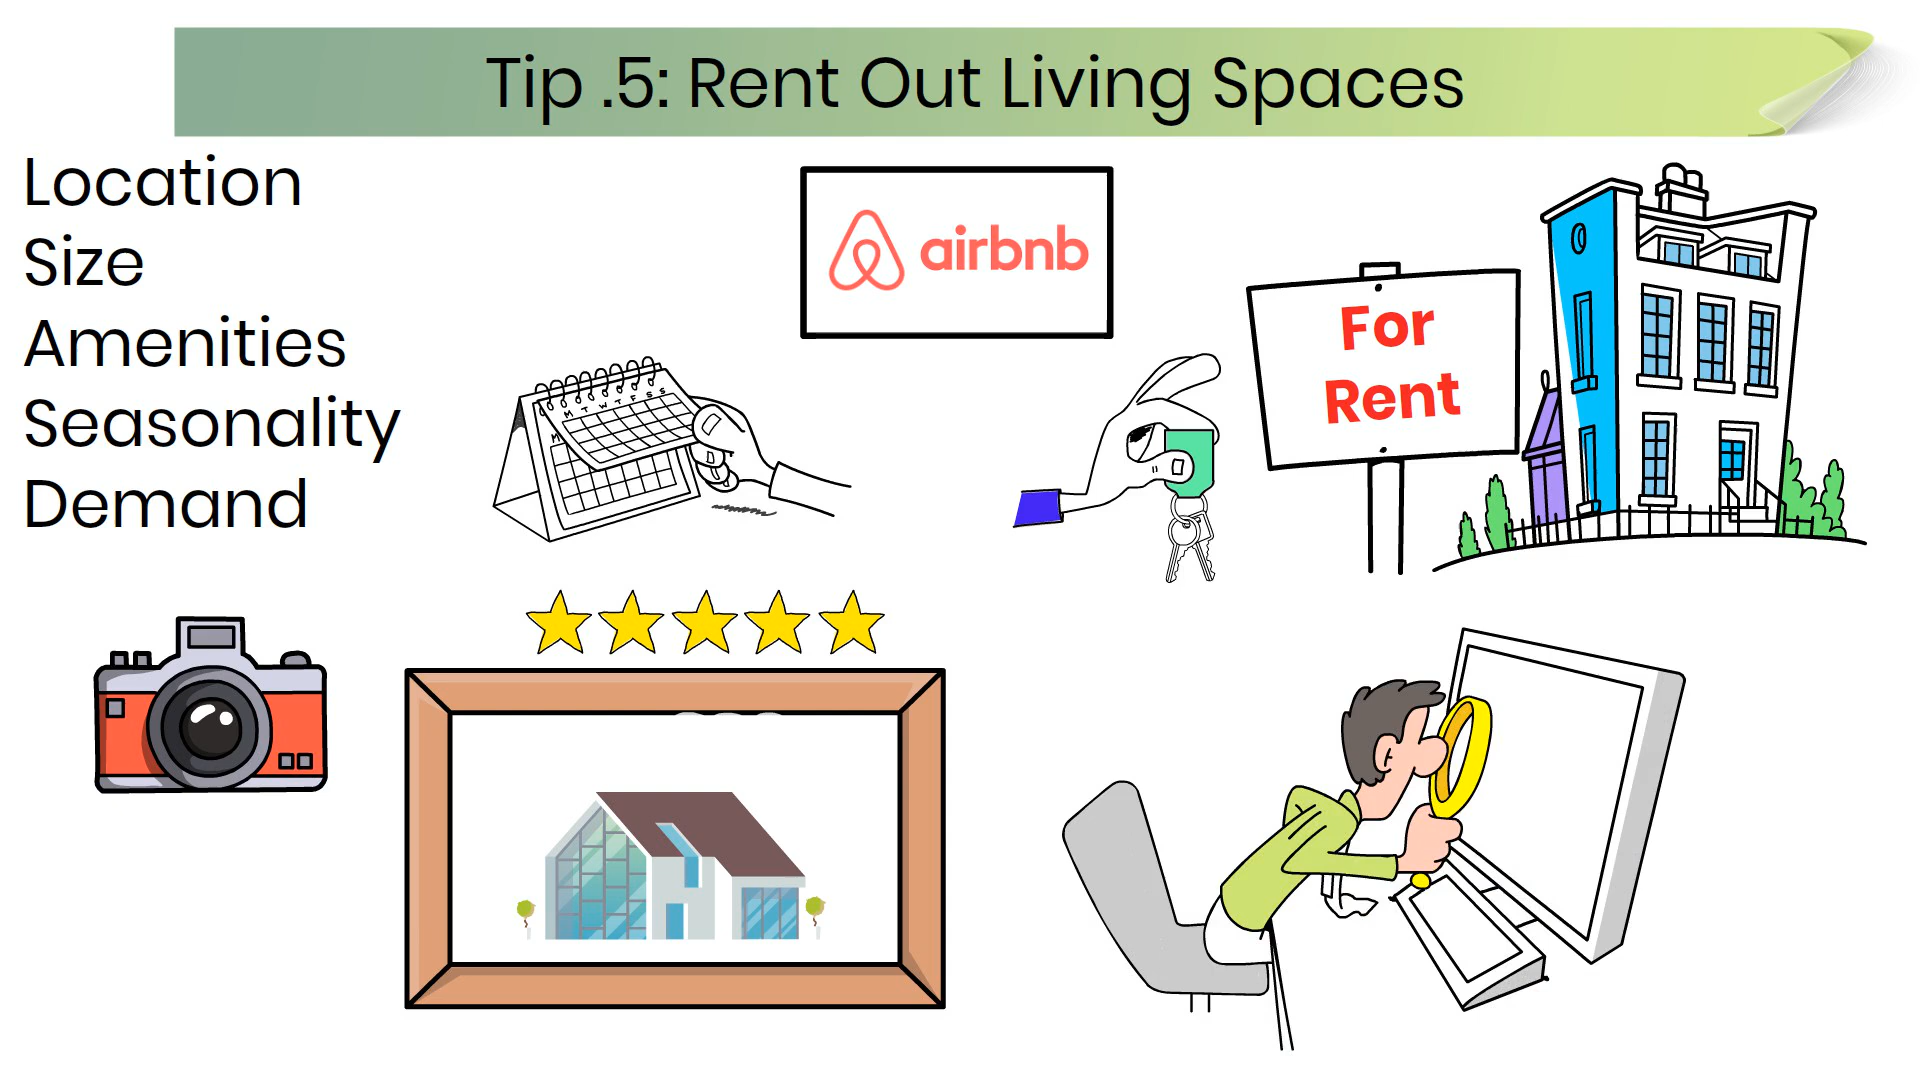 Tip .5: Rent Out Living Spaces
Location
Size
Amenities
Seasonality
Demand
airbnb
For
Rent
M T W T F S S
M